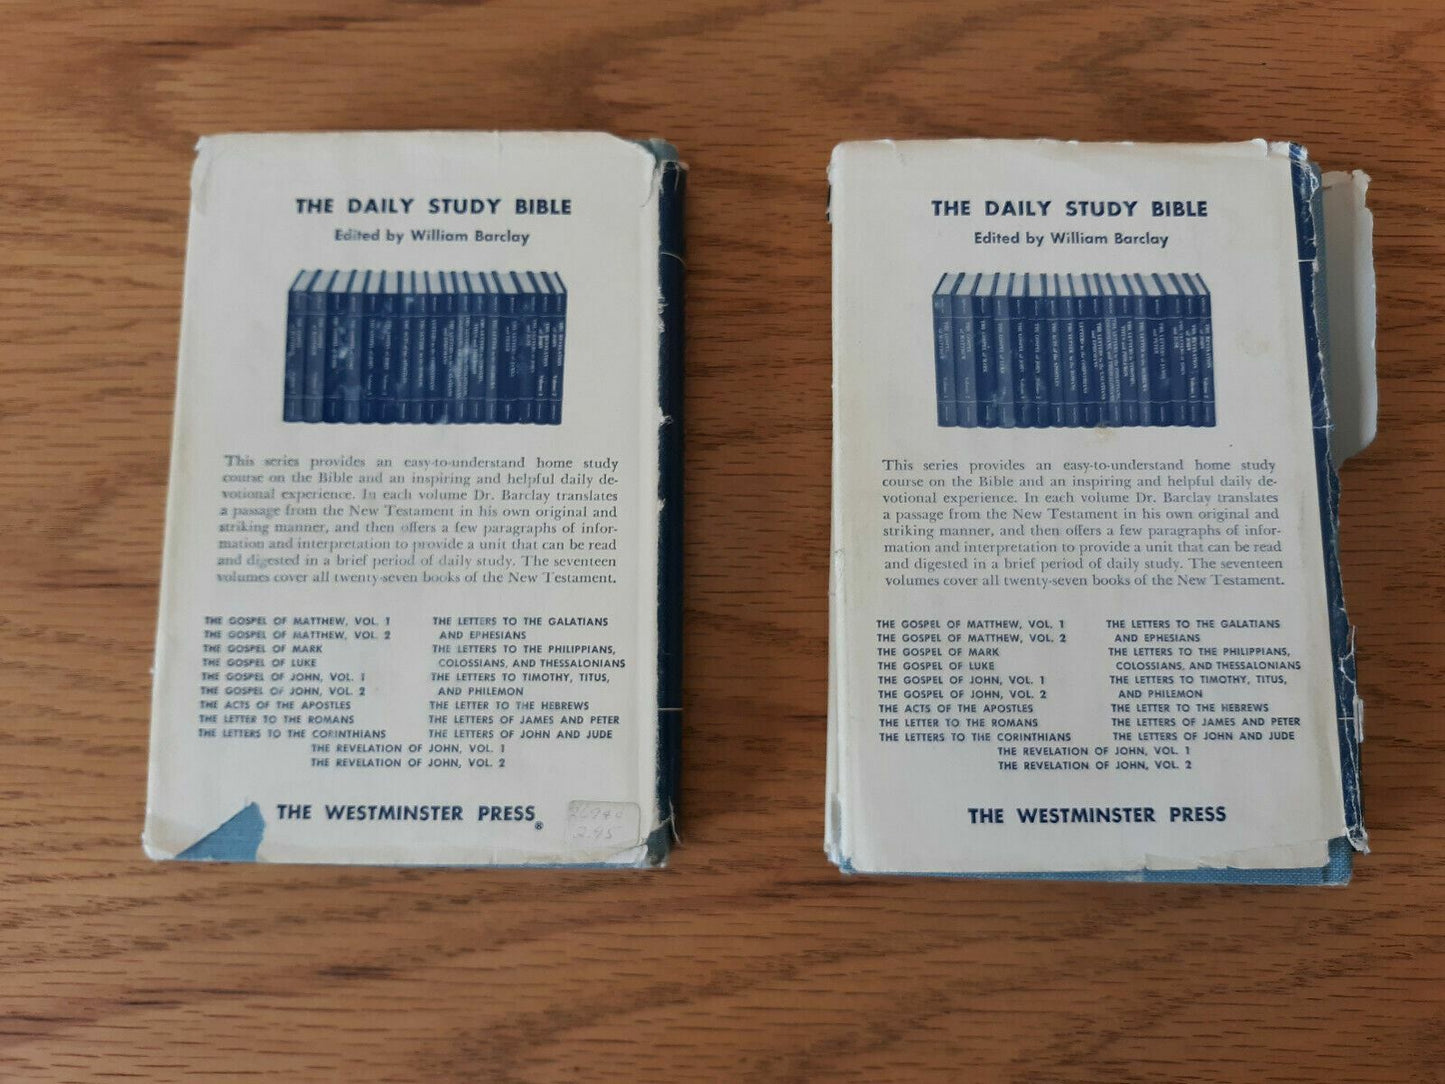 THE DAILY STUDY BIBLE
Edited by William Barclay
This series provides an easy-to-understand home study
course on the Bible and an inspiring and helpful daily de-
votional experience. In each volume Dr. Barclay translates
a passage from the New Testament in his own original and
striking manner, and then offers a few paragraphs of infor-
mation and interpretation to provide a unit that can be read
and digested in a brief period of daily study. The seventeen
volumes cover all twenty-seven books of the New Testament.
THE GOSPEL OF MATTHEW, VOL. 1
THE GOSPEL OF MATTHEW, VOL. 2
THE GOSPEL OF MARK
THE GOSPEL OF LUKE
THE GOSPEL OF JOHN, VOL. 1
THE GOSPEL OF JOHN, VOL. 2
THE ACTS OF THE APOSTLES
THE LETTER TO THE ROMANS
THE LETTERS TO THE CORINTHIANS
THE LETTERS TO THE GALATIANS
AND EPHESIANS
THE LETTERS TO THE PHILIPPIANS,
COLOSSIANS, AND THESSALONIANS
THE LETTERS TO TIMOTHY, TITUS,
AND PHILEMON
THE LETTER TO THE HEBREWS
THE LETTERS OF JAMES AND PETER
THE LETTERS OF JOHN AND JUDE
THE REVELATION OF JOHN, VOL. 1
THE REVELATION OF JOHN, VOL. 2
THE WESTMINSTER PRESS®
2.95
THE DAILY STUDY BIBLE
Edited by William Barclay
This series provides an easy-to-understand home study
course on the Bible and an inspiring and helpful daily de-
votional experience. In each volume Dr. Barclay translates
a passage from the New Testament in his own original and
striking manner, and then offers a few paragraphs of infor-
mation and interpretation to provide a unit that can be read
and digested in a brief period of daily study. The seventeen
volumes cover all twenty-seven books of the New Testament.
THE GOSPEL OF MATTHEW, VOL. 1
THE GOSPEL OF MATTHEW, VOL. 2
THE GOSPEL OF MARK
THE GOSPEL OF LUKE
THE GOSPEL OF JOHN, VOL. 1
THE GOSPEL OF JOHN, VOL. 2
THE ACTS OF THE APOSTLES
THE LETTER TO THE ROMANS
THE LETTERS TO THE CORINTHIANS
THE LETTERS TO THE GALATIANS
AND EPHESIANS
THE LETTERS TO THE PHILIPPIANS,
COLOSSIANS, AND THESSALONIANS
THE LETTERS TO TIMOTHY, TITUS,
AND PHILEMON
THE LETTER TO THE HEBREWS
THE LETTERS OF JAMES AND PETER
THE LETTERS OF JOHN AND JUDE
THE REVELATION OF JOHN, VOL. 1
THE REVELATION OF JOHN, VOL. 2
THE WESTMINSTER PRESS